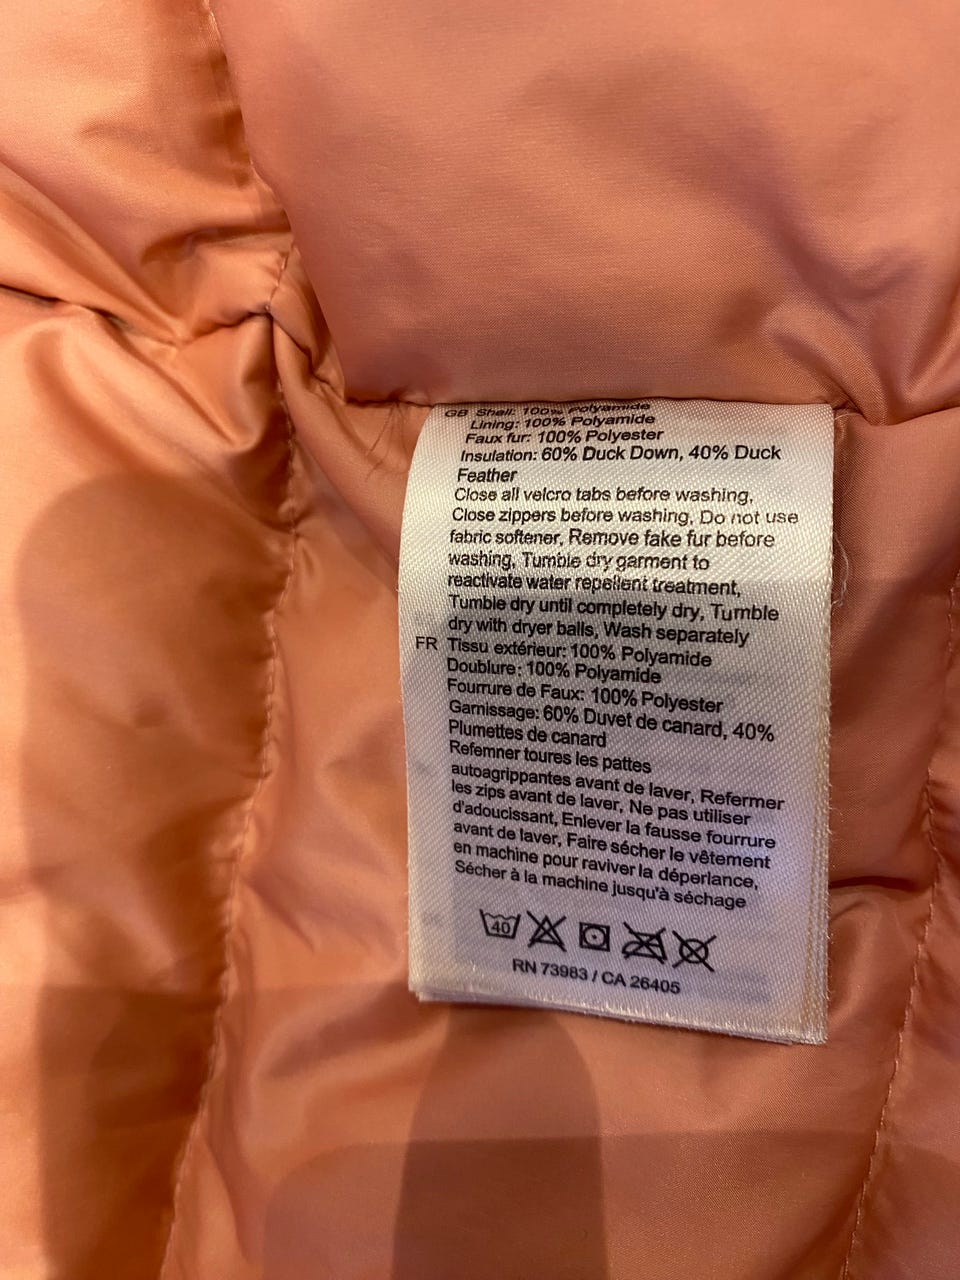 GB Shell: 100% Polyamide
Lining: 100% Polyamide
Faux fur: 100% Polyester
Insulation: 60% Duck Down, 40% Duck
Feather
Close all velcro tabs before washing,
Close zippers before washing, Do not use
fabric softener, Remove fake fur before
washing, Tumble dry garment to
reactivate water repellent treatment,
Tumble dry until completely dry, Tumble
dry with dryer balls, Wash separately
FR Tissu extérieur: 100% Polyamide
Doublure: 100% Polyamide
Fourrure de Faux: 100% Polyester
Garnissage: 60% Duvet de canard, 40%
Plumettes de canard
Refemner toures les pattes
autoagrippantes avant de laver, Refermer
les zips avant de laver, Ne pas utiliser
d'adoucissant, Enlever la fausse fourrure
avant de laver, Faire sécher le vêtement
en machine pour raviver la déperlance,
Sécher à la machine jusqu'à séchage
40
RN 73983 / CA 26405